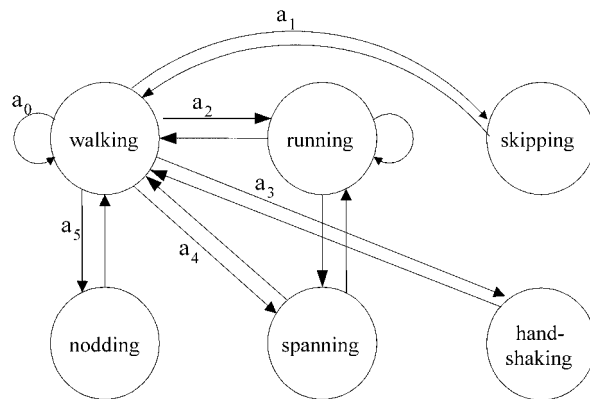 a1
a0
a2
walking
running
skipping
a3
a5
a4
nodding
spanning
hand-
shaking